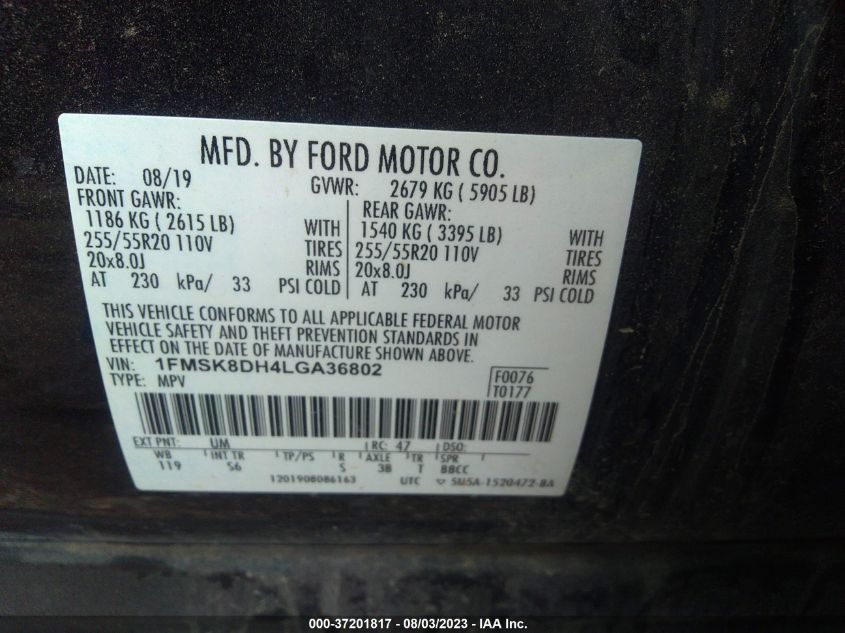 MFD. BY FORD MOTOR CO.
DATE: 08/19 GVWR: 2679 KG ( 5905 LB)
FRONT GAWR: REAR GAWR:
1186 KG ( 2615 LB) WITH 1540 KG ( 3395 LB) WITH
255/55R20 110V TIRES 255/55R20 110V TIRES
20x8.0J RIMS 20x8.0J RIMS
AT 230 kPa/ 33 PSI COLD AT 230 kPa/ 33 PSI COLD
THIS VEHICLE CONFORMS TO ALL APPLICABLE FEDERAL MOTOR
VEHICLE SAFETY AND THEFT PREVENTION STANDARDS IN
EFFECT ON THE DATE OF MANUFACTURE SHOWN ABOVE.
VIN: 1FMSK8DH4LGA36802 F0076
TYPE: MPV T0177
EXT PNT: UM RC: 47 DSO:
WB INT TR TP/PS R AXLE TR SPR
119 S6 S 3B T BBCC
1201908086163 UTC ▽ 5U5A-1520472-BA
000-37201817 - 08/03/2023 - IAA Inc.